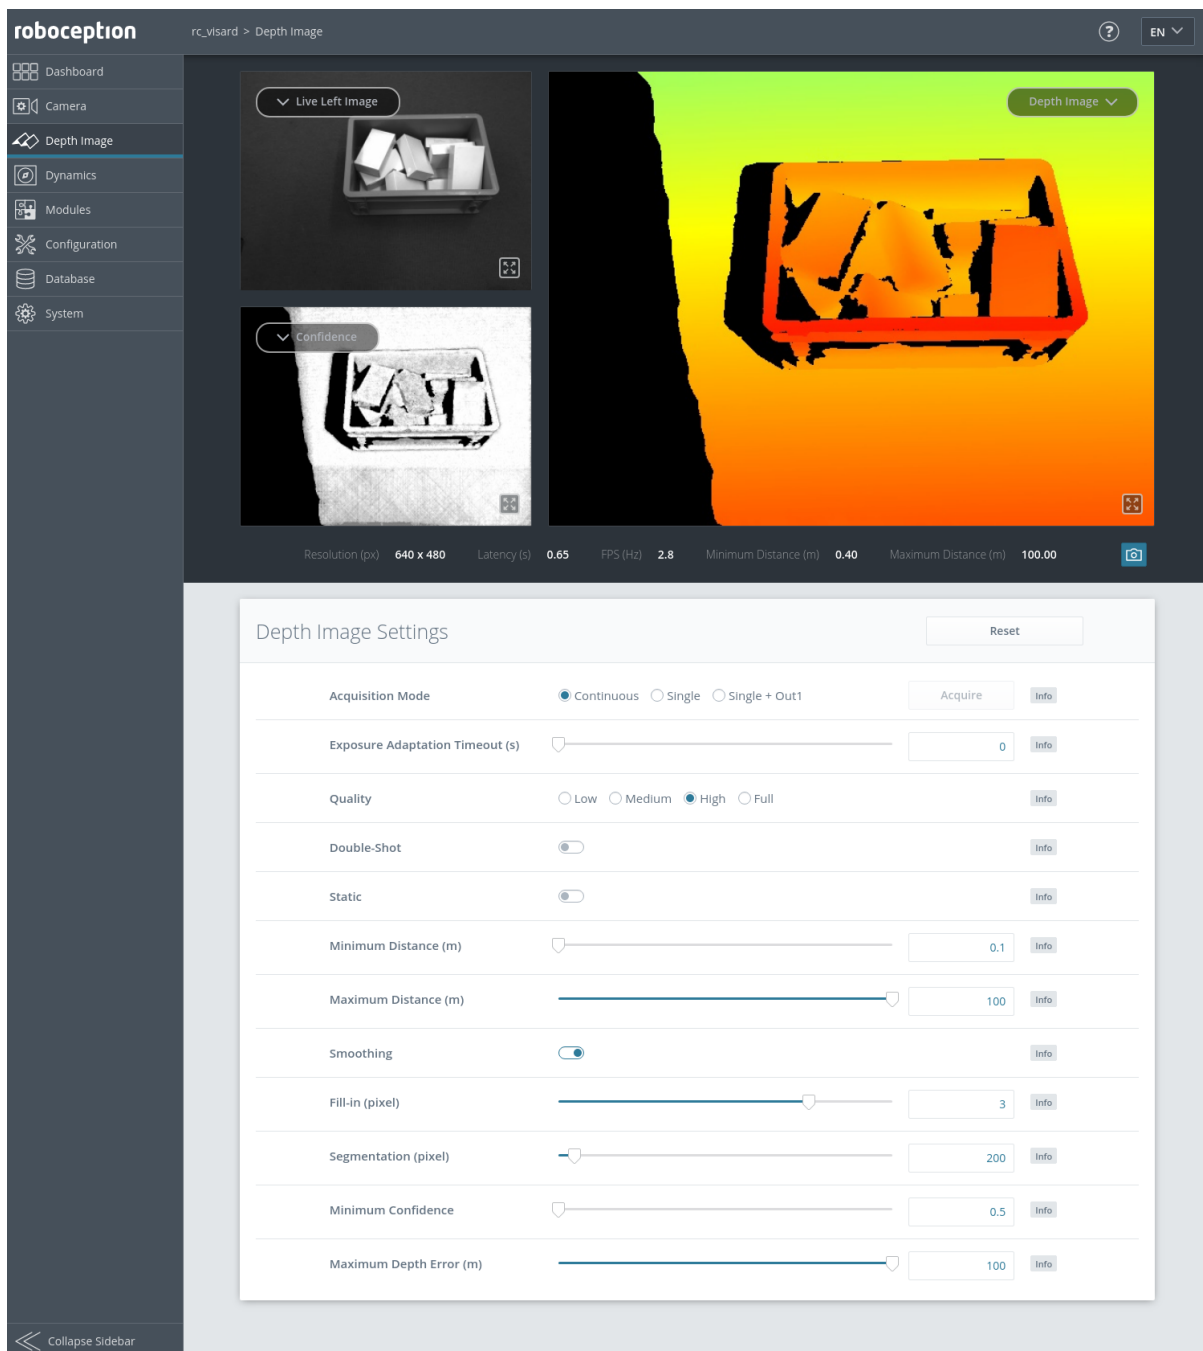 roboception
rc_visard > Depth Image
? EN
Dashboard
Camera
Depth Image
Dynamics
Modules
Configuration
Database
System
Live Left Image
Depth Image
Confidence
Resolution (px) 640 x 480 Latency (s) 0.65 FPS (Hz) 2.8 Minimum Distance (m) 0.40 Maximum Distance (m) 100.00
Depth Image Settings Reset
Acquisition Mode Continuous Single Single + Out1 Acquire Info
Exposure Adaptation Timeout (s) 0 Info
Quality Low Medium High Full Info
Double-Shot Info
Static Info
Minimum Distance (m) 0.1 Info
Maximum Distance (m) 100 Info
Smoothing Info
Fill-in (pixel) 3 Info
Segmentation (pixel) 200 Info
Minimum Confidence 0.5 Info
Maximum Depth Error (m) 100 Info
Collapse Sidebar